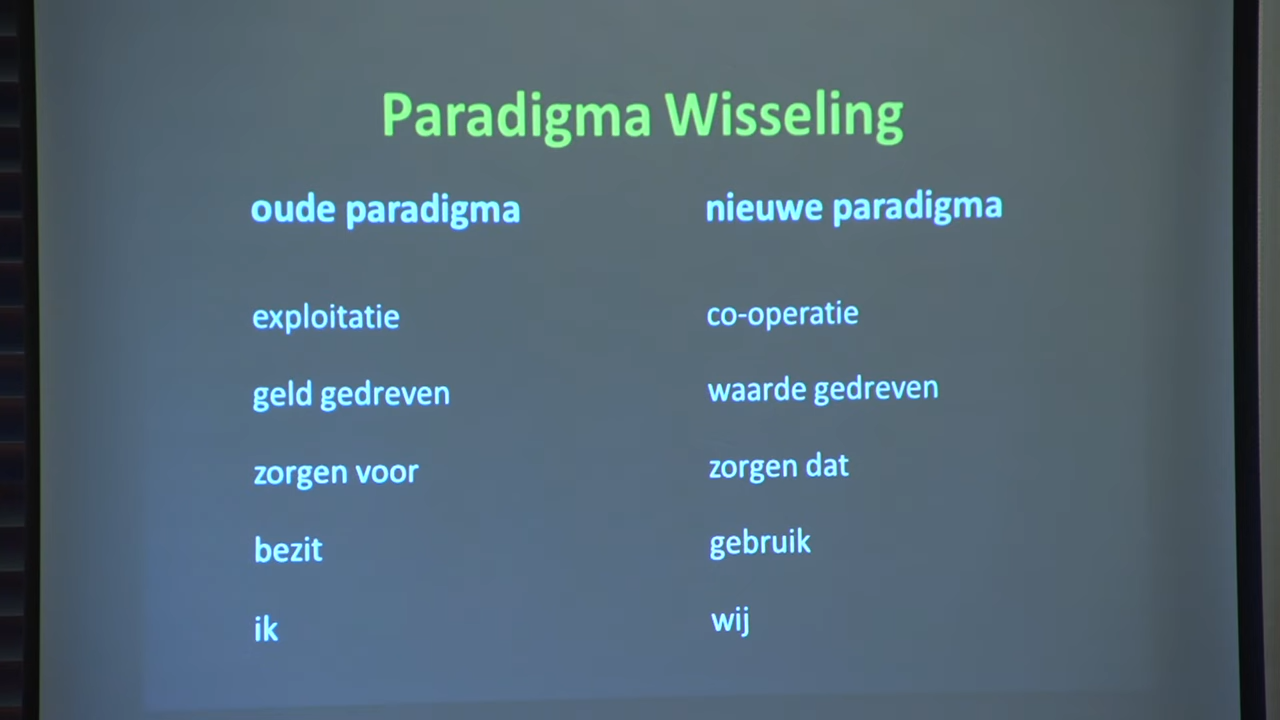 Paradigma Wisseling
oude paradigma nieuwe paradigma
exploitatie co-operatie
geld gedreven waarde gedreven
zorgen voor zorgen dat
bezit gebruik
ik wij